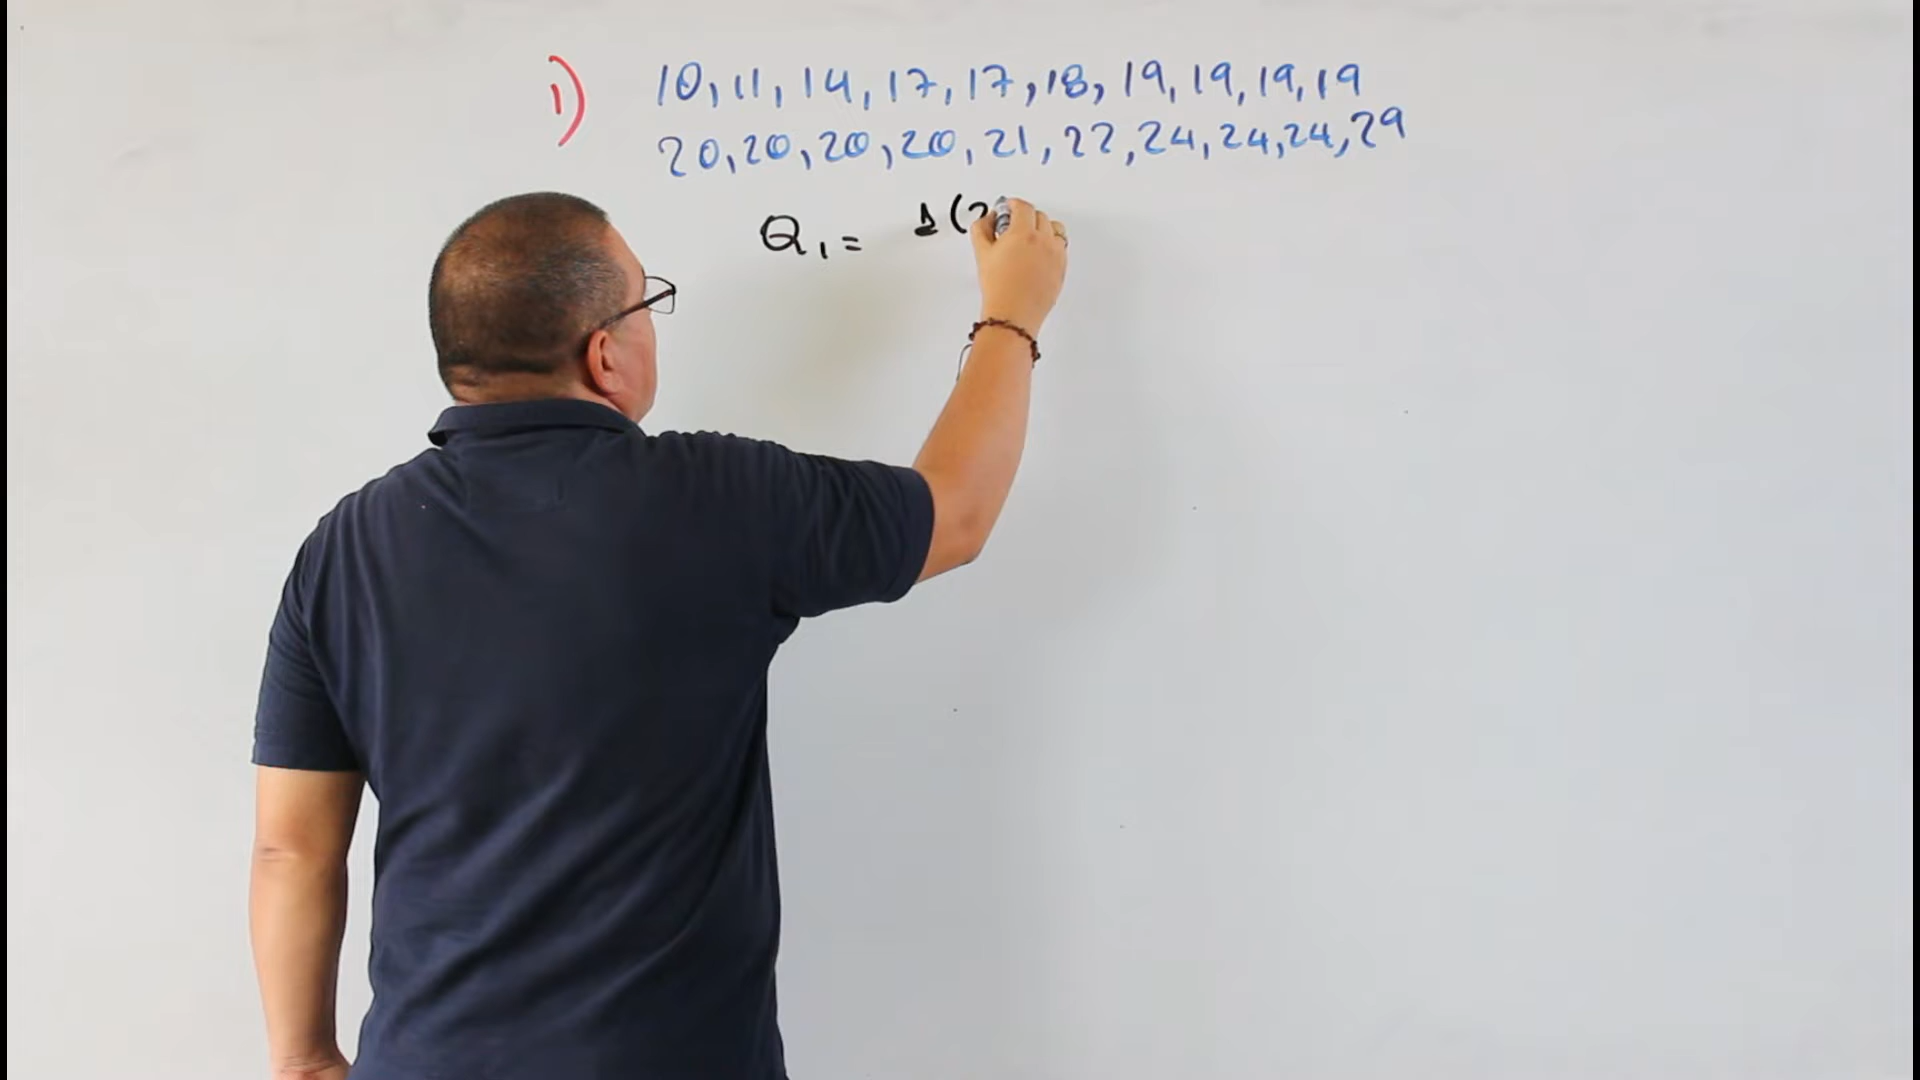 1) 10, 11, 14, 17, 17, 18, 19, 19, 19, 19
20, 20, 20, 20, 21, 22, 24, 24, 24, 29
Q₁ = 1(2